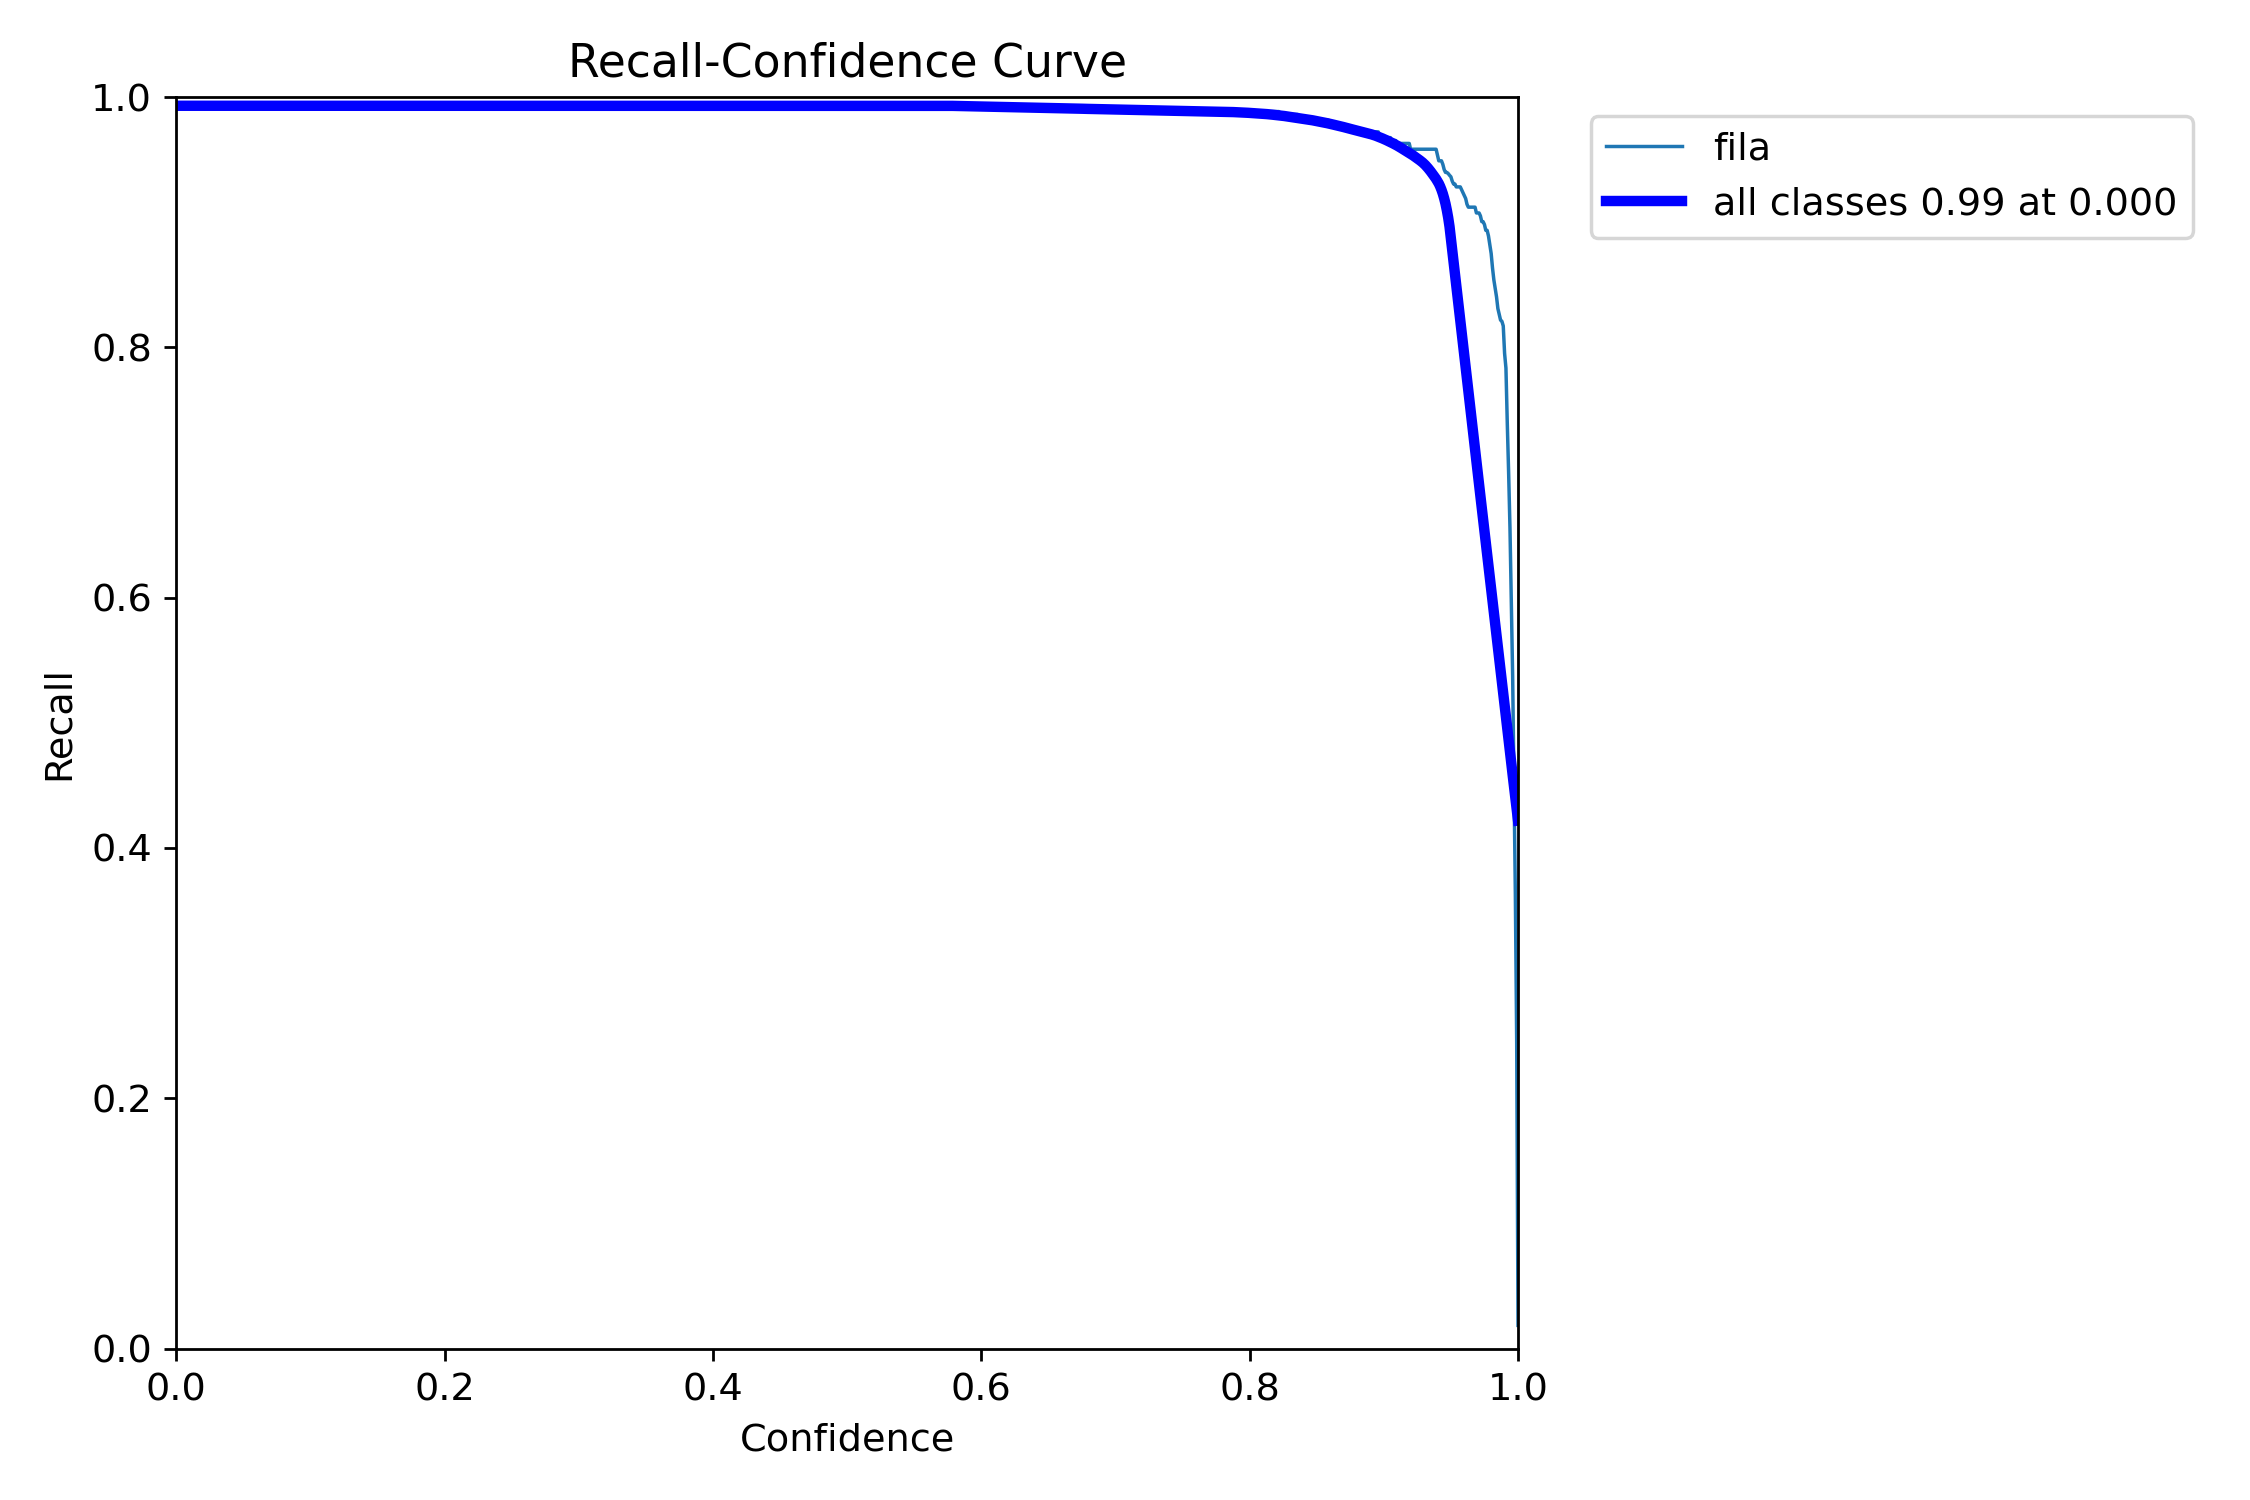 Recall-Confidence Curve
1.0
0.8
0.6
0.4
0.2
0.0
Recall
0.0 0.2 0.4 0.6 0.8 1.0
Confidence
fila
all classes 0.99 at 0.000